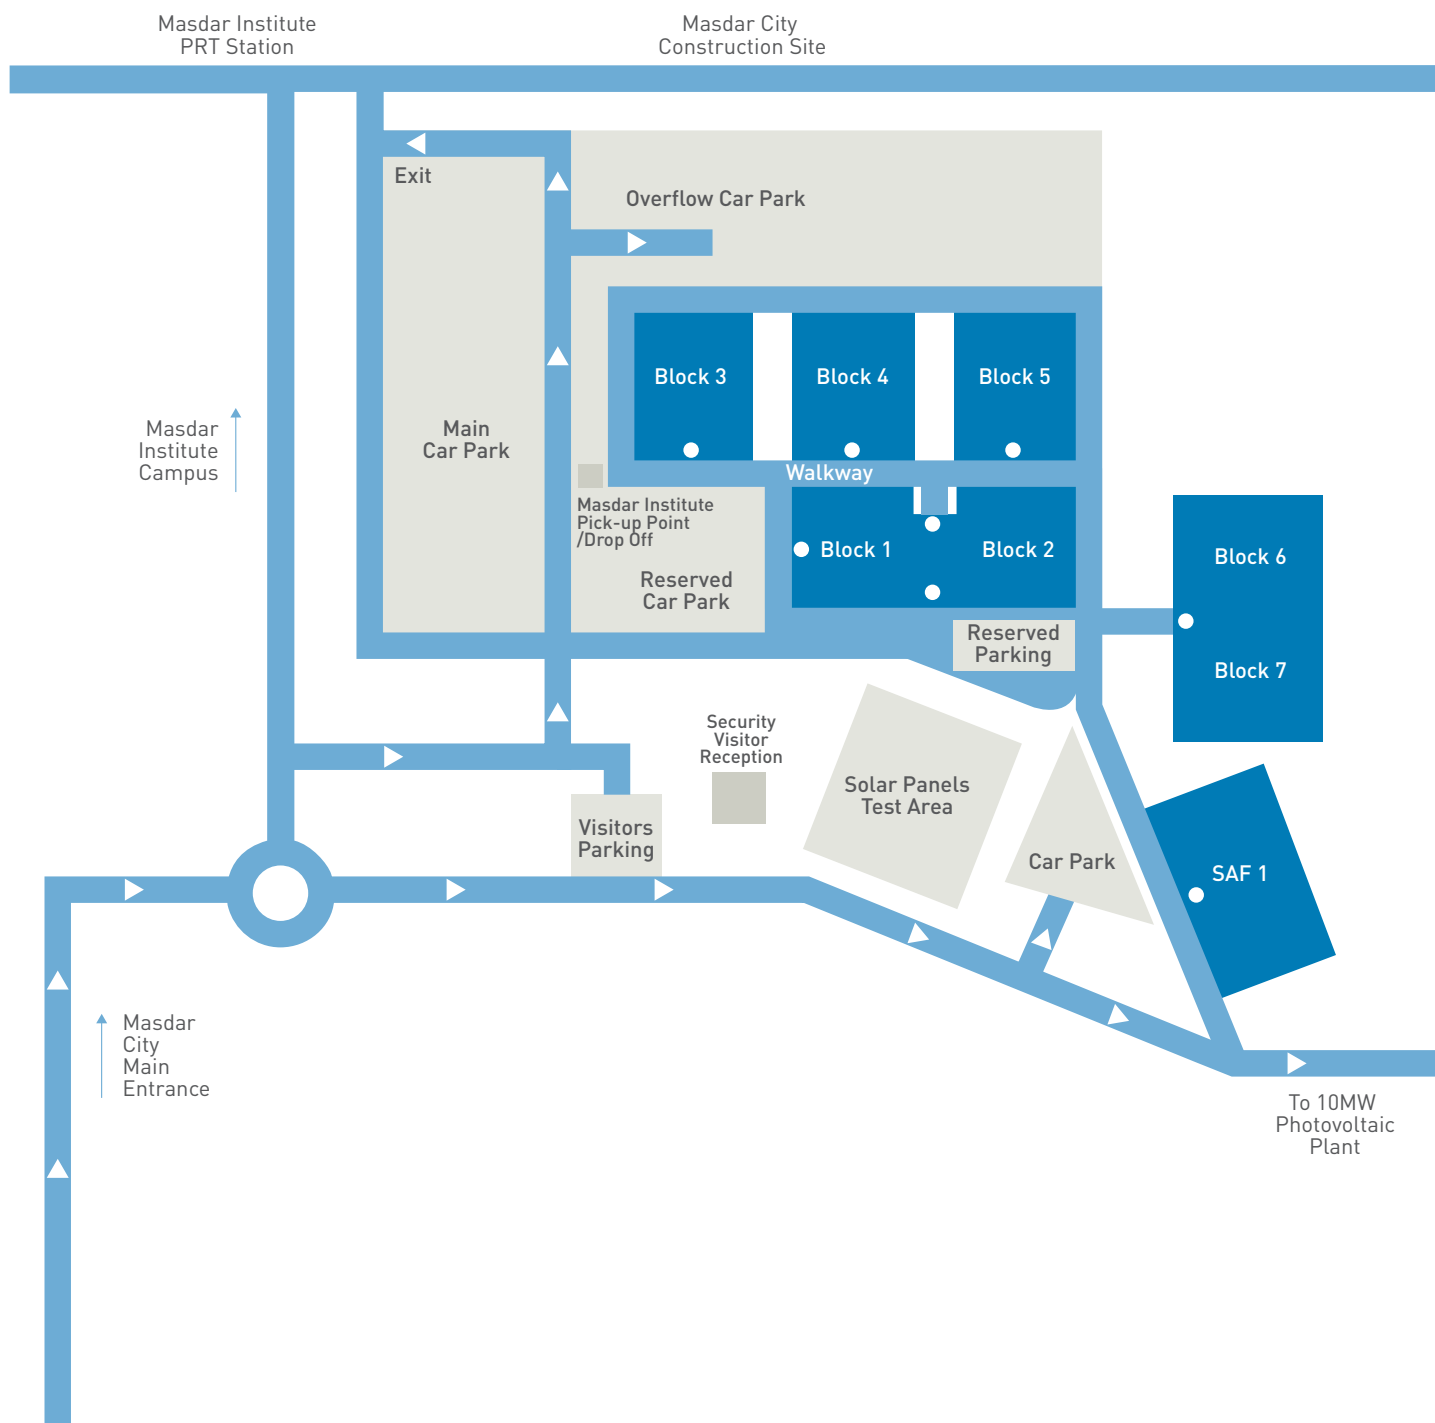 Masdar Institute
PRT Station
Masdar City
Construction Site
Exit
Overflow Car Park
Block 3
Block 4
Block 5
Main
Car Park
Masdar
Institute
Campus
Walkway
Masdar Institute
Pick-up Point
/Drop Off
Block 1
Block 2
Block 6
Reserved
Car Park
Reserved
Parking
Block 7
Security
Visitor
Reception
Solar Panels
Test Area
Visitors
Parking
Car Park
SAF 1
Masdar
City
Main
Entrance
To 10MW
Photovoltaic
Plant